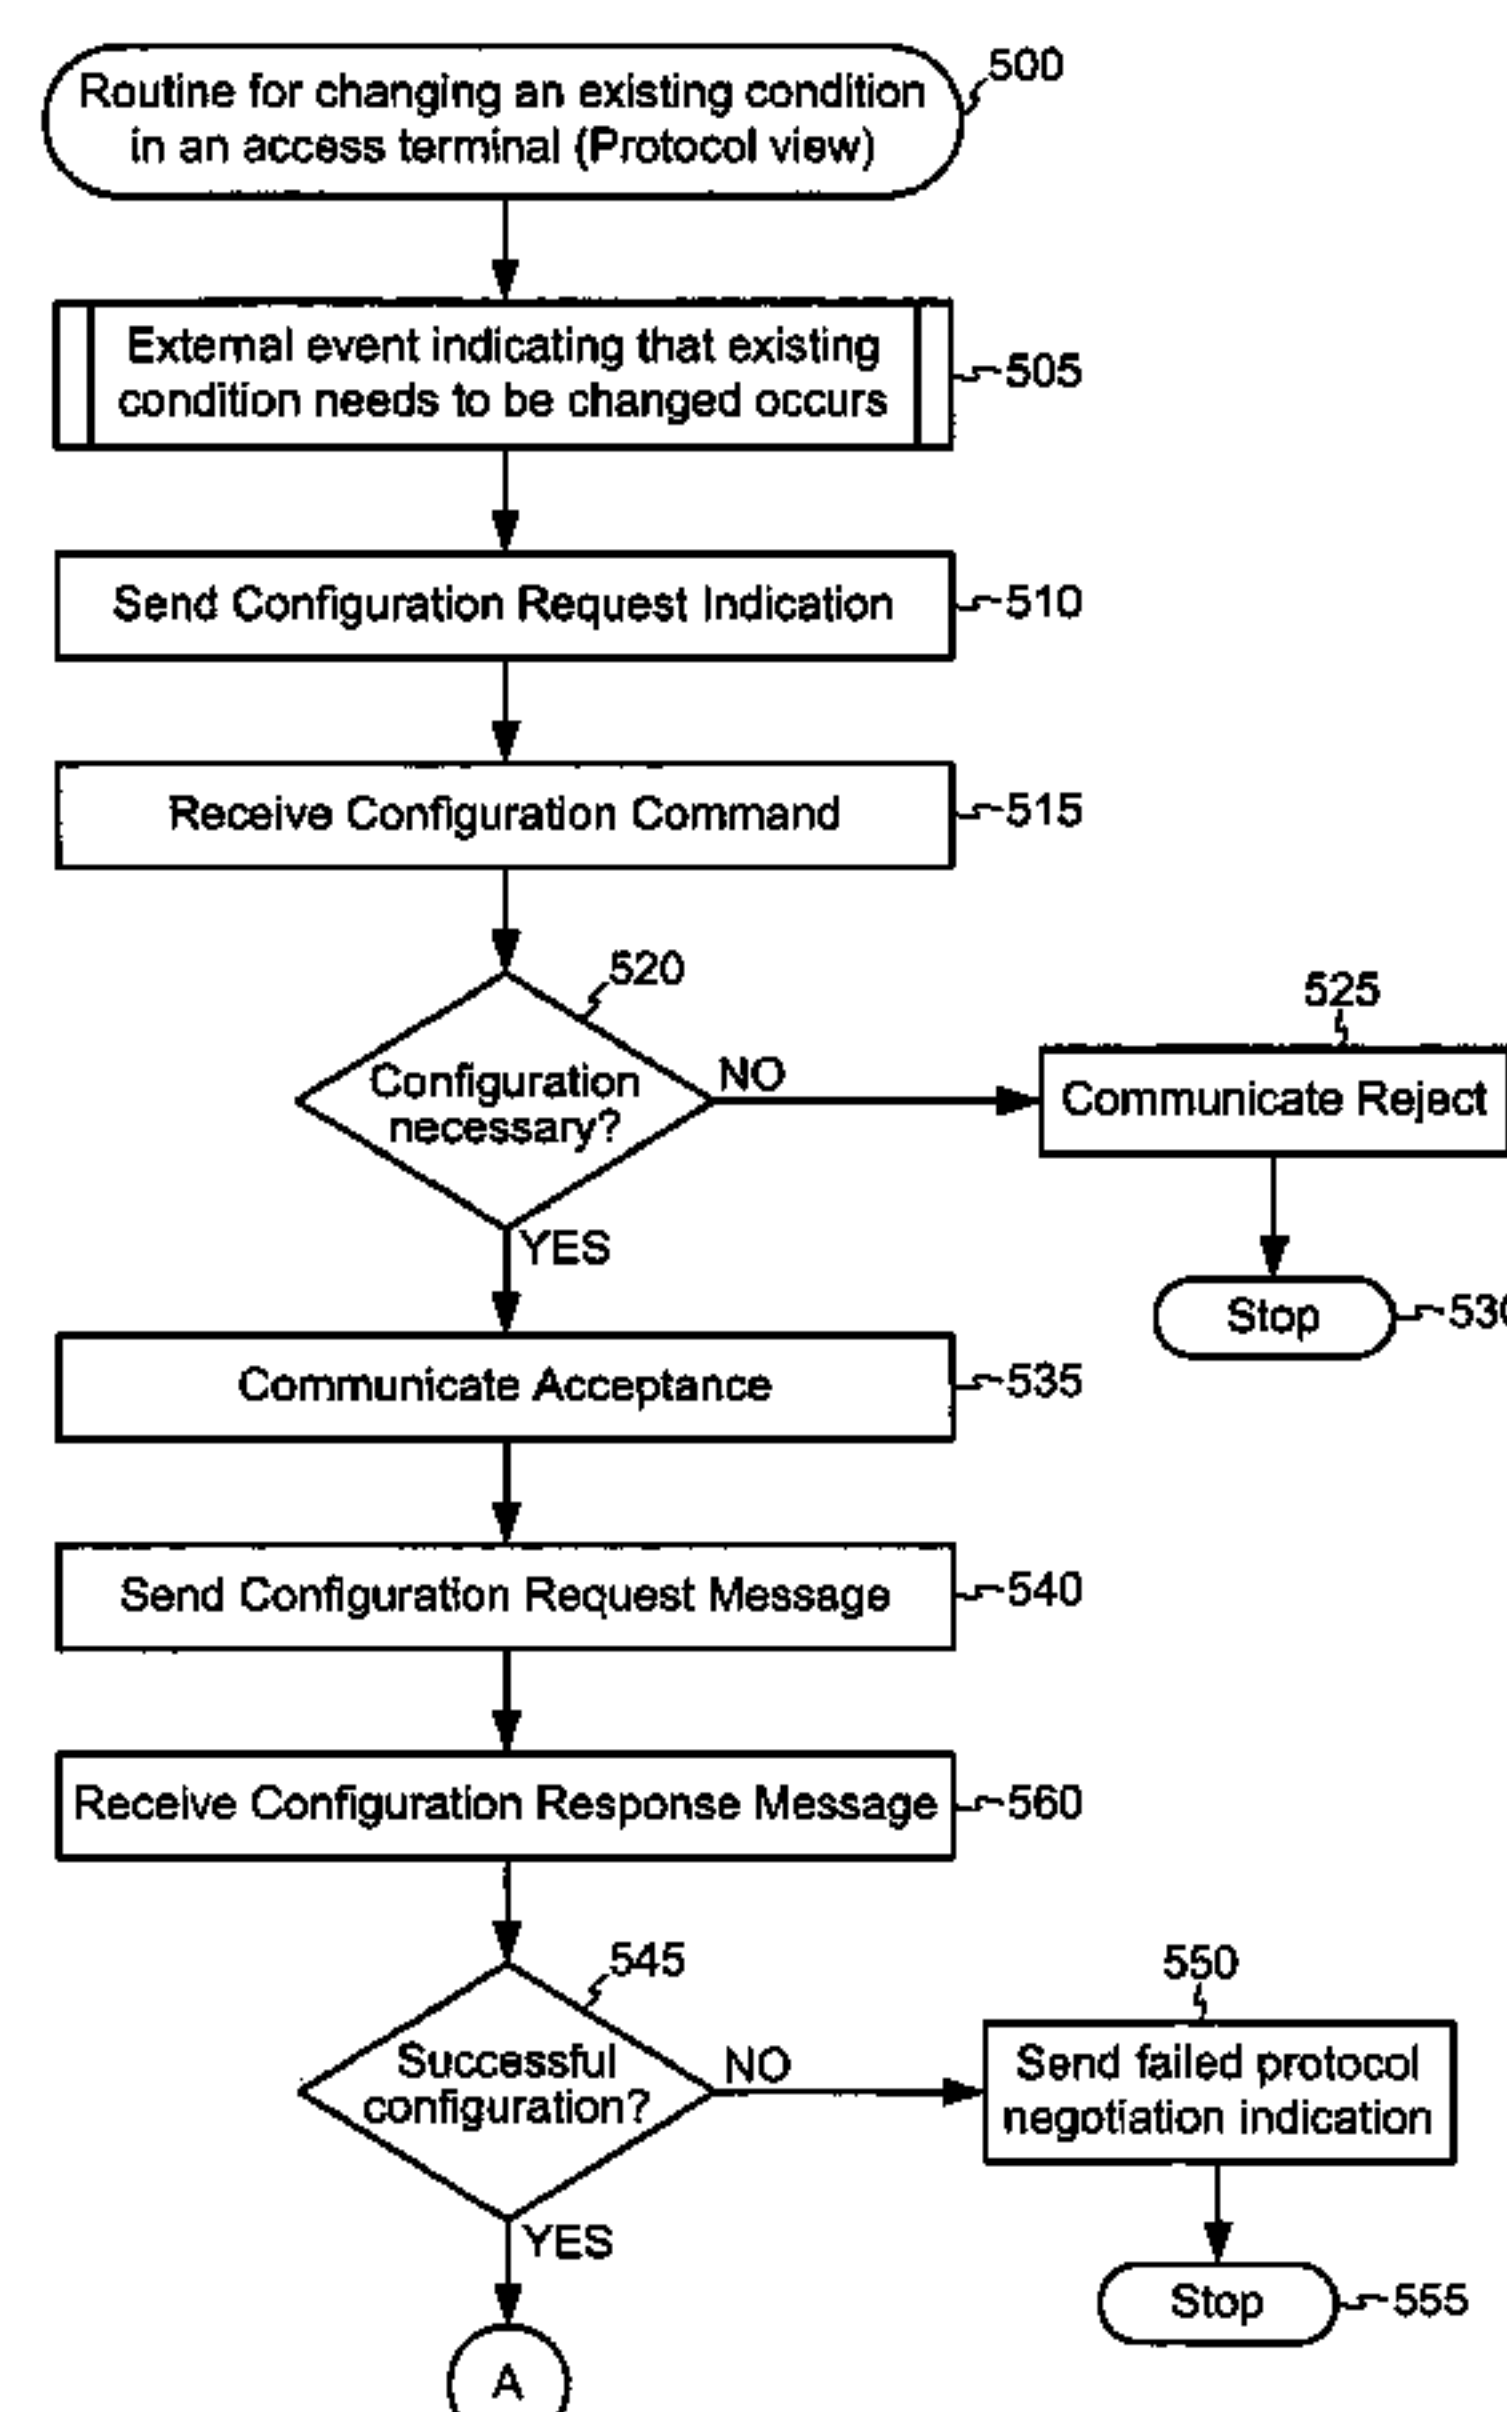 500
Routine for changing an existing condition
in an access terminal (Protocol view)
External event indicating that existing
condition needs to be changed occurs
505
Send Configuration Request Indication
510
Receive Configuration Command
515
520
Configuration
necessary?
NO
525
Communicate Reject
YES
Stop
530
Communicate Acceptance
535
Send Configuration Request Message
540
Receive Configuration Response Message
560
545
Successful
configuration?
NO
550
Send failed protocol
negotiation indication
YES
Stop
555
A